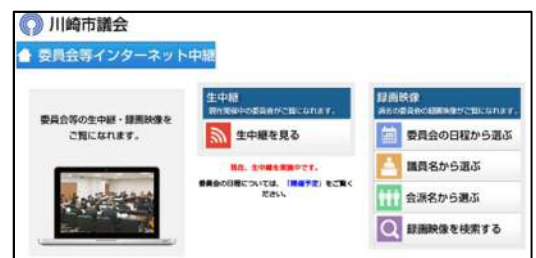 川崎市議会
委員会等インターネット中継
委員会等の生中継・録画映像を
ご覧になれます。
生中継
現在開催中の委員会がご覧になれます。
生中継を見る
現在、生中継を実施中です。
委員会の日程については、「開催予定」をご覧く
ださい。
録画映像
過去の委員会の録画映像がご覧になれます。
委員会の日程から選ぶ
議員名から選ぶ
会派名から選ぶ
録画映像を検索する